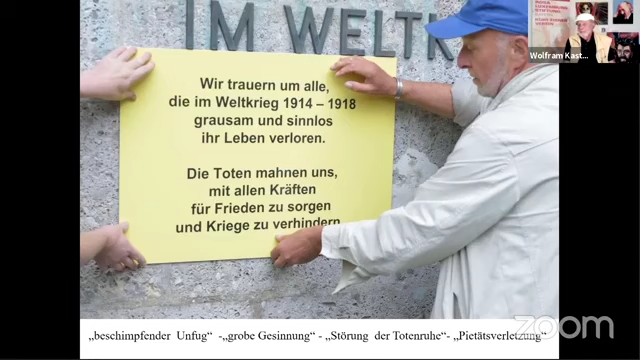 IM WELTK
Wir trauern um alle,
die im Weltkrieg 1914 – 1918
grausam und sinnlos
ihr Leben verloren.
Die Toten mahnen uns,
mit allen Kräften
für Frieden zu sorgen
und Kriege zu verhindern
„beschimpfender Unfug“ -„grobe Gesinnung“ - „Störung der Totenruhe“- „Pietätsverletzung“
Wolfram Kast...
zoom